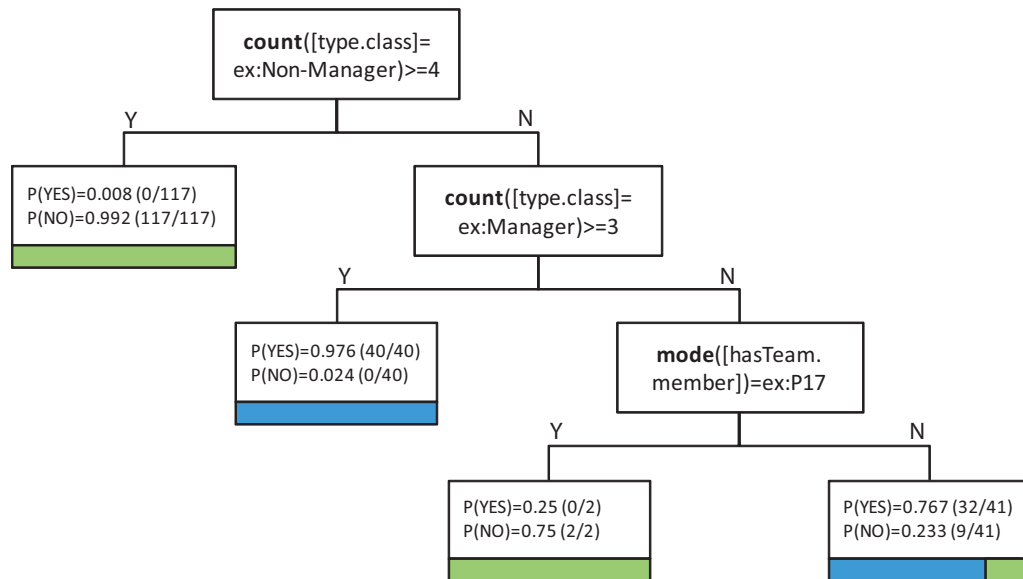 count([type.class]=
ex:Non-Manager)>=4
Y
N
P(YES)=0.008 (0/117)
P(NO)=0.992 (117/117)
count([type.class]=
ex:Manager)>=3
Y
N
P(YES)=0.976 (40/40)
P(NO)=0.024 (0/40)
mode([hasTeam.
member])=ex:P17
Y
N
P(YES)=0.25 (0/2)
P(NO)=0.75 (2/2)
P(YES)=0.767 (32/41)
P(NO)=0.233 (9/41)